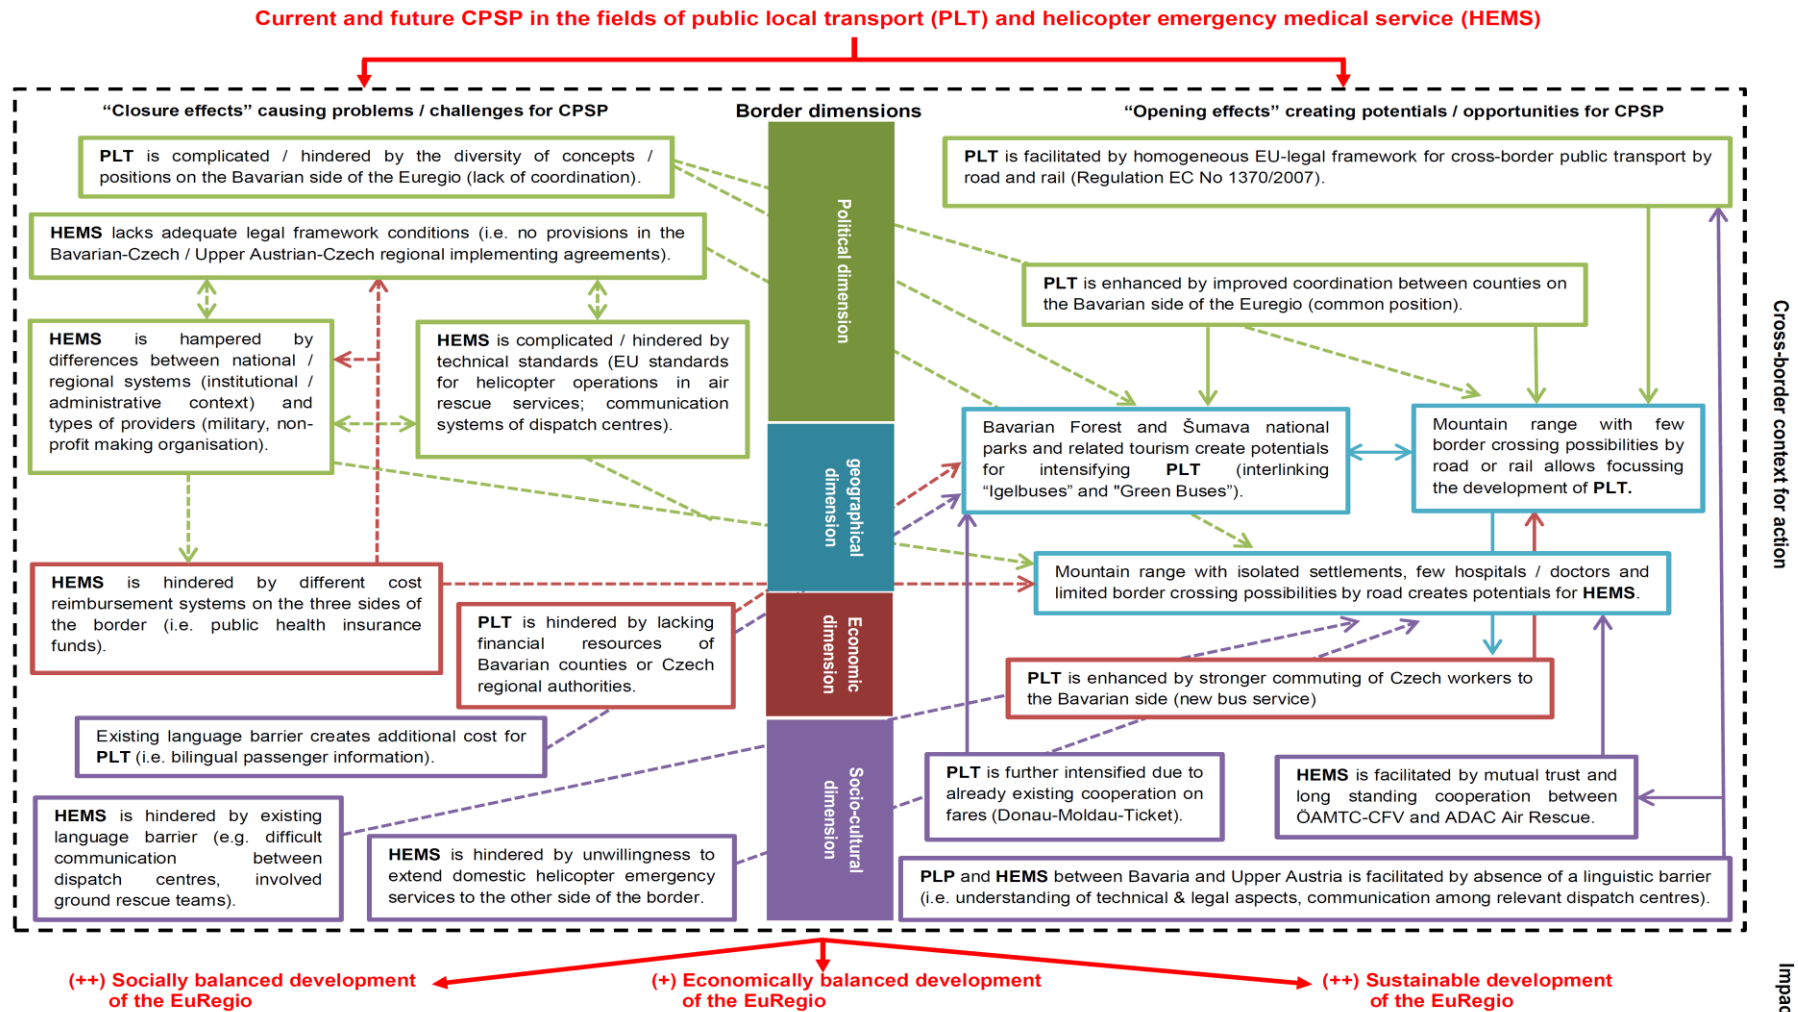 Current and future CPSP in the fields of public local transport (PLT) and helicopter emergency medical service (HEMS)
“Closure effects” causing problems / challenges for CPSP
Border dimensions
“Opening effects” creating potentials / opportunities for CPSP
PLT is complicated / hindered by the diversity of concepts /
positions on the Bavarian side of the Euregio (lack of coordination).
HEMS lacks adequate legal framework conditions (i.e. no provisions in the
Bavarian-Czech / Upper Austrian-Czech regional implementing agreements).
HEMS is hampered by
differences between national /
regional systems (institutional /
administrative context) and
types of providers (military, non-
profit making organisation).
HEMS is complicated / hindered by
technical standards (EU standards
for helicopter operations in air
rescue services; communication
systems of dispatch centres).
HEMS is hindered by different cost
reimbursement systems on the three sides of
the border (i.e. public health insurance
funds).
PLT is hindered by lacking
financial resources of
Bavarian counties or Czech
regional authorities.
Existing language barrier creates additional cost for
PLT (i.e. bilingual passenger information).
HEMS is hindered by existing
language barrier (e.g. difficult
communication between
dispatch centres, involved
ground rescue teams).
HEMS is hindered by unwillingness to
extend domestic helicopter emergency
services to the other side of the border.
Political dimension
geographical
dimension
Economic
dimension
Socio-cultural
dimension
PLT is facilitated by homogeneous EU-legal framework for cross-border public transport by
road and rail (Regulation EC No 1370/2007).
PLT is enhanced by improved coordination between counties on
the Bavarian side of the Euregio (common position).
Bavarian Forest and Šumava national
parks and related tourism create potentials
for intensifying PLT (interlinking
“Igelbuses” and "Green Buses”).
Mountain range with few
border crossing possibilities by
road or rail allows focussing
the development of PLT.
Mountain range with isolated settlements, few hospitals / doctors and
limited border crossing possibilities by road creates potentials for HEMS.
PLT is enhanced by stronger commuting of Czech workers to
the Bavarian side (new bus service)
PLT is further intensified due to
already existing cooperation on
fares (Donau-Moldau-Ticket).
HEMS is facilitated by mutual trust and
long standing cooperation between
ÖAMTC-CFV and ADAC Air Rescue.
PLP and HEMS between Bavaria and Upper Austria is facilitated by absence of a linguistic barrier
(i.e. understanding of technical & legal aspects, communication among relevant dispatch centres).
Cross-border context for action
(++) Socially balanced development
of the EuRegio
(+) Economically balanced development
of the EuRegio
(++) Sustainable development
of the EuRegio